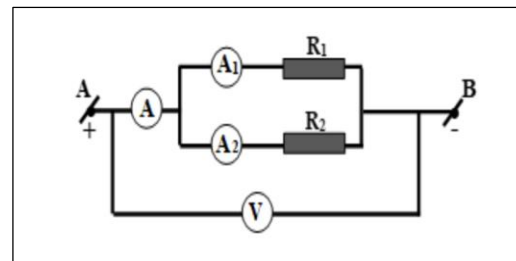 A₁ R₁
A A B
+ A₂ R₂ -
V